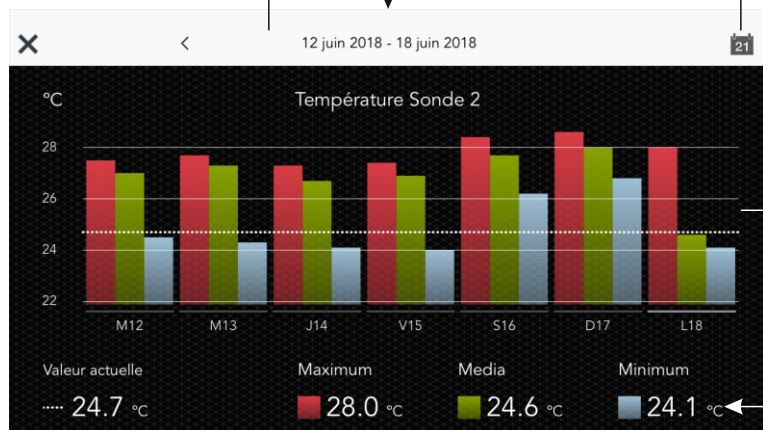 12 juin 2018 - 18 juin 2018
21
°C
Température Sonde 2
28
26
24
22
M12 M13 J14 V15 S16 D17 L18
Valeur actuelle Maximum Media Minimum
24.7 °C 28.0 °C 24.6 °C 24.1 °C